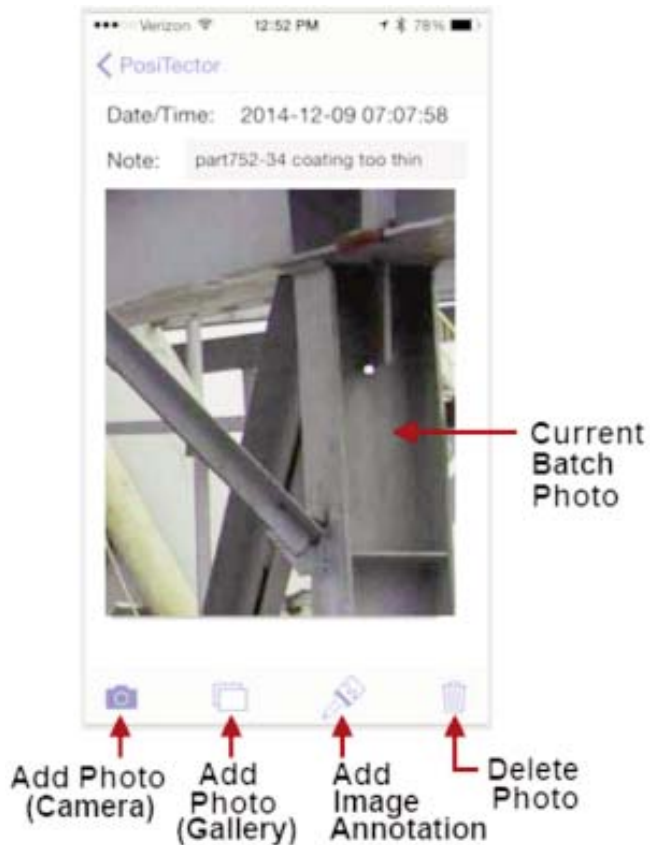 Verizon 12:52 PM 78%
PosiTector
Date/Time: 2014-12-09 07:07:58
Note: part752-34 coating too thin
Current
Batch
Photo
Add Photo
(Camera)
Add
Photo
(Gallery)
Add
Image
Annotation
Delete
Photo